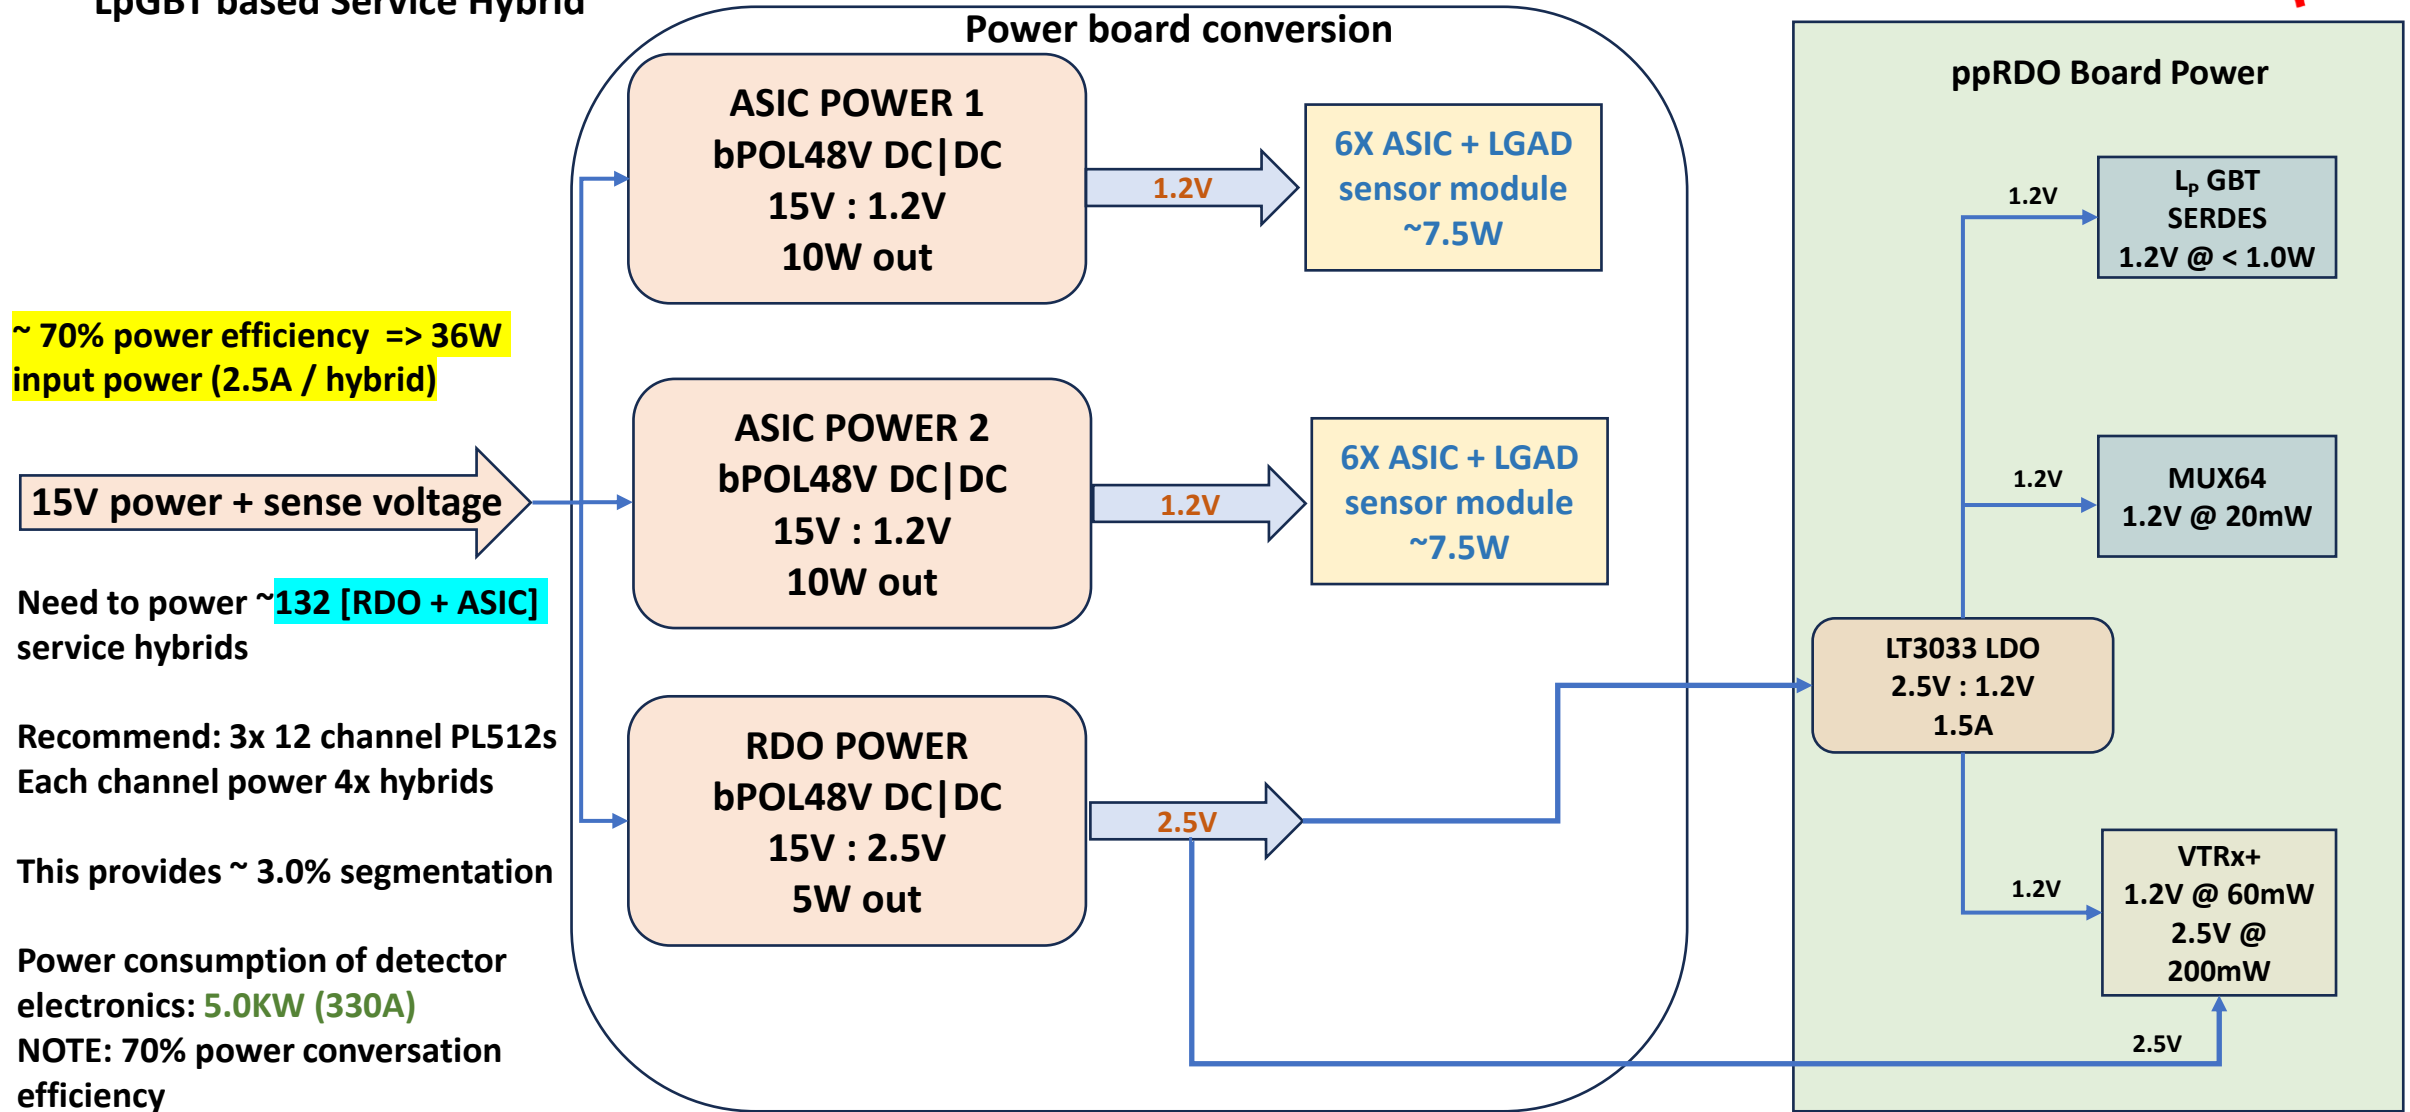 LpGBT based Service Hybrid
Power board conversion
ASIC POWER 1
bPOL48V DC|DC
15V : 1.2V
10W out
1.2V
6X ASIC + LGAD
sensor module
~7.5W
~ 70% power efficiency => 36W
input power (2.5A / hybrid)
15V power + sense voltage
ASIC POWER 2
bPOL48V DC|DC
15V : 1.2V
10W out
1.2V
6X ASIC + LGAD
sensor module
~7.5W
Need to power ~132 [RDO + ASIC]
service hybrids
Recommend: 3x 12 channel PL512s
Each channel power 4x hybrids
This provides ~ 3.0% segmentation
Power consumption of detector
electronics: 5.0KW (330A)
NOTE: 70% power conversation
efficiency
RDO POWER
bPOL48V DC|DC
15V : 2.5V
5W out
2.5V
ppRDO Board Power
1.2V
LP GBT
SERDES
1.2V @ < 1.0W
1.2V
MUX64
1.2V @ 20mW
LT3033 LDO
2.5V : 1.2V
1.5A
1.2V
VTRx+
1.2V @ 60mW
2.5V @
200mW
2.5V